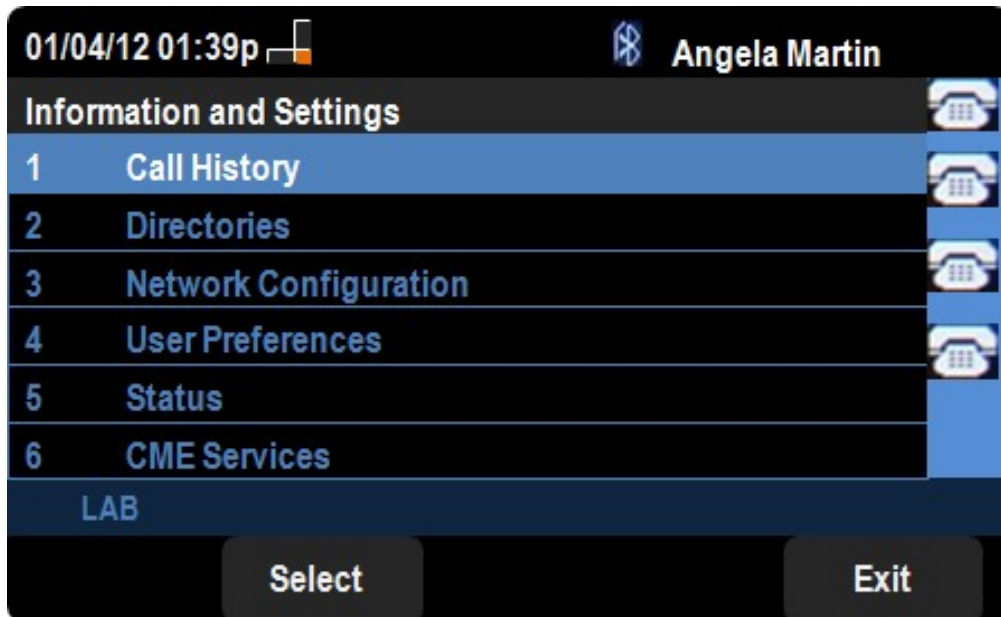 01/04/12 01:39p Angela Martin
Information and Settings
1 Call History
2 Directories
3 Network Configuration
4 User Preferences
5 Status
6 CME Services
LAB
Select Exit